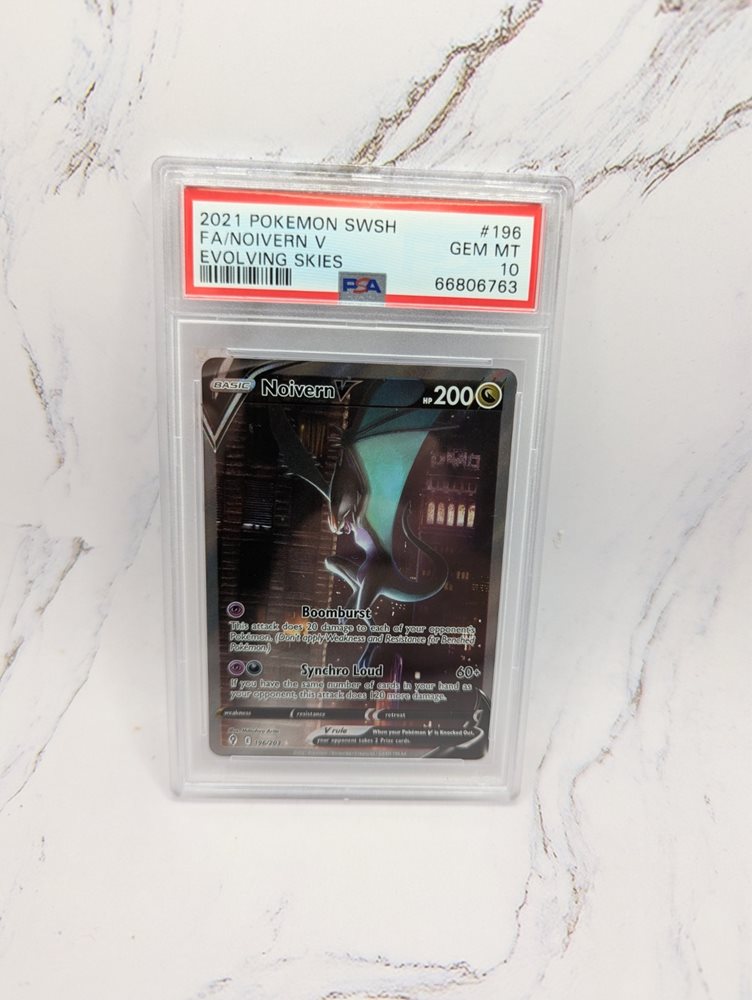 2021 POKEMON SWSH #196
FA/NOIVERN V GEM MT
EVOLVING SKIES 10
PSA 66806763
BASIC Noivern V HP 200
Boomburst
This attack does 20 damage to each of your opponent's
Pokémon. (Don't apply Weakness and Resistance for Benched
Pokémon.)
Synchro Loud 60+
If you have the same number of cards in your hand as
your opponent, this attack does 120 more damage.
weakness resistance retreat
V rule When your Pokémon V is Knocked Out,
your opponent takes 2 Prize cards.
196/203